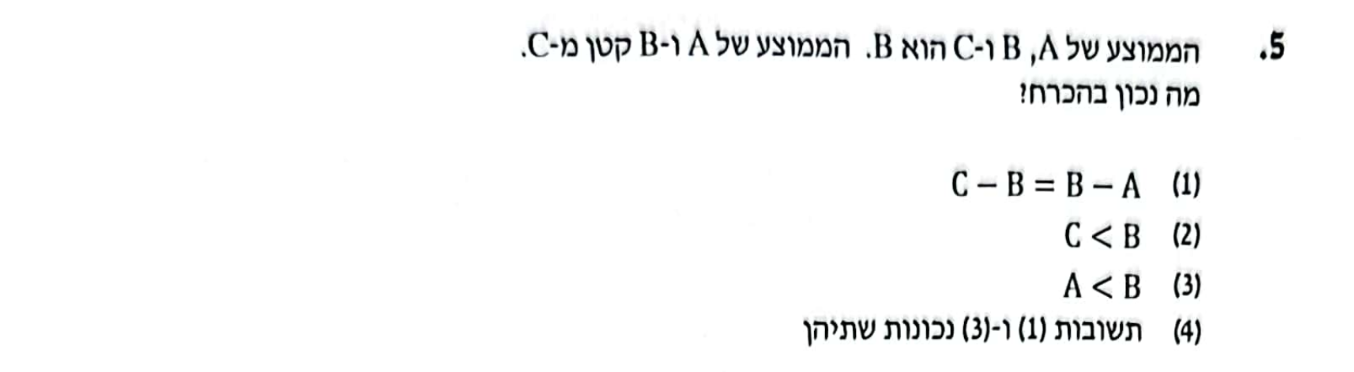 5. הממוצע של A, B ו-C הוא B. הממוצע של A ו-B קטן מ-C.
מה נכון בהכרח?
(1) C – B = B – A
(2) C < B
(3) A < B
(4) תשובות (1) ו-(3) נכונות שתיהן